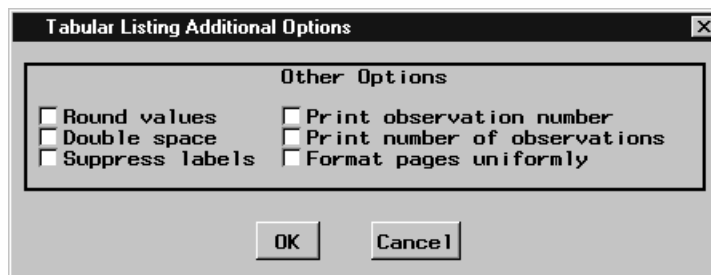 Tabular Listing Additional Options
Other Options
Round values
Double space
Suppress labels
Print observation number
Print number of observations
Format pages uniformly
OK
Cancel